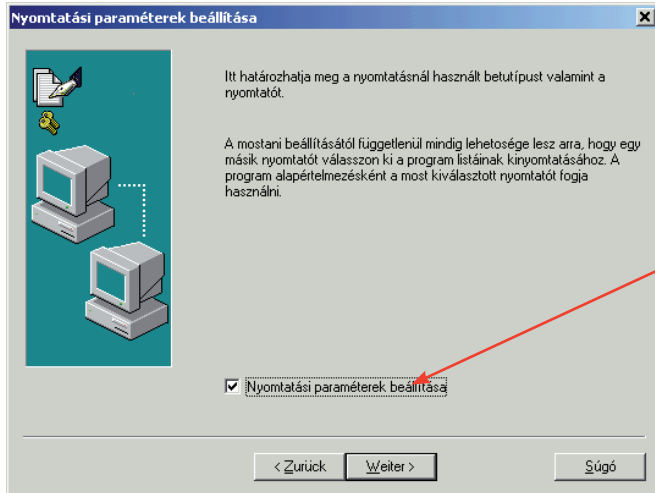 Nyomtatási paraméterek beállítása
Itt határozhatja meg a nyomtatásnál használt betutípust valamint a
nyomtatót.
A mostani beállításától függetlenül mindig lehetosége lesz arra, hogy egy
másik nyomtatót válasszon ki a program listáinak kinyomtatásához. A
program alapértelmezésként a most kiválasztott nyomtatót fogja
használni.
Nyomtatási paraméterek beállítása
< Zurück
Weiter >
Súgó